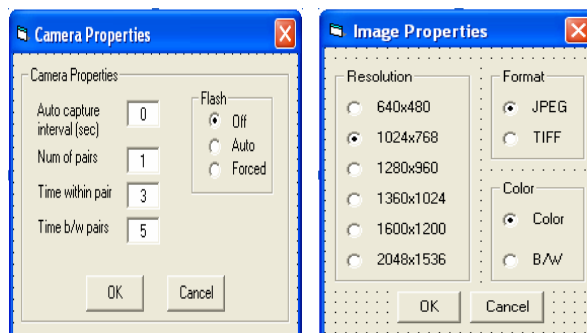 Camera Properties
Camera Properties
Auto capture
interval (sec)
0
Num of pairs
1
Time within pair
3
Time b/w pairs
5
Flash
Off
Auto
Forced
OK
Cancel
Image Properties
Resolution
640x480
1024x768
1280x960
1360x1024
1600x1200
2048x1536
Format
JPEG
TIFF
Color
Color
B/W
OK
Cancel